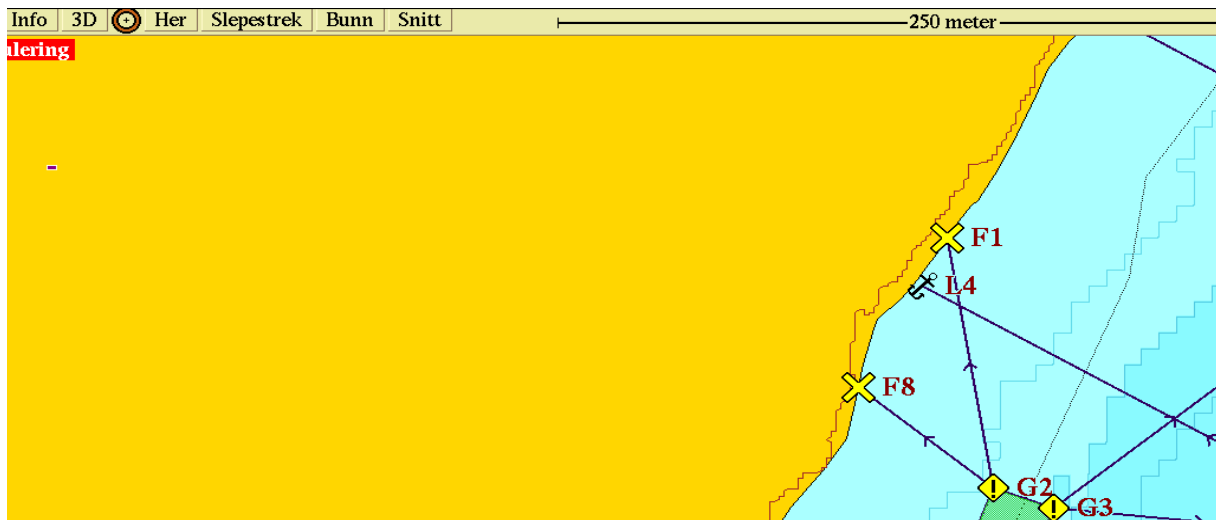 Info 3D Her Slepestrek Bunn Snitt 250 meter
ulering
F1
L4
F8
G2
G3